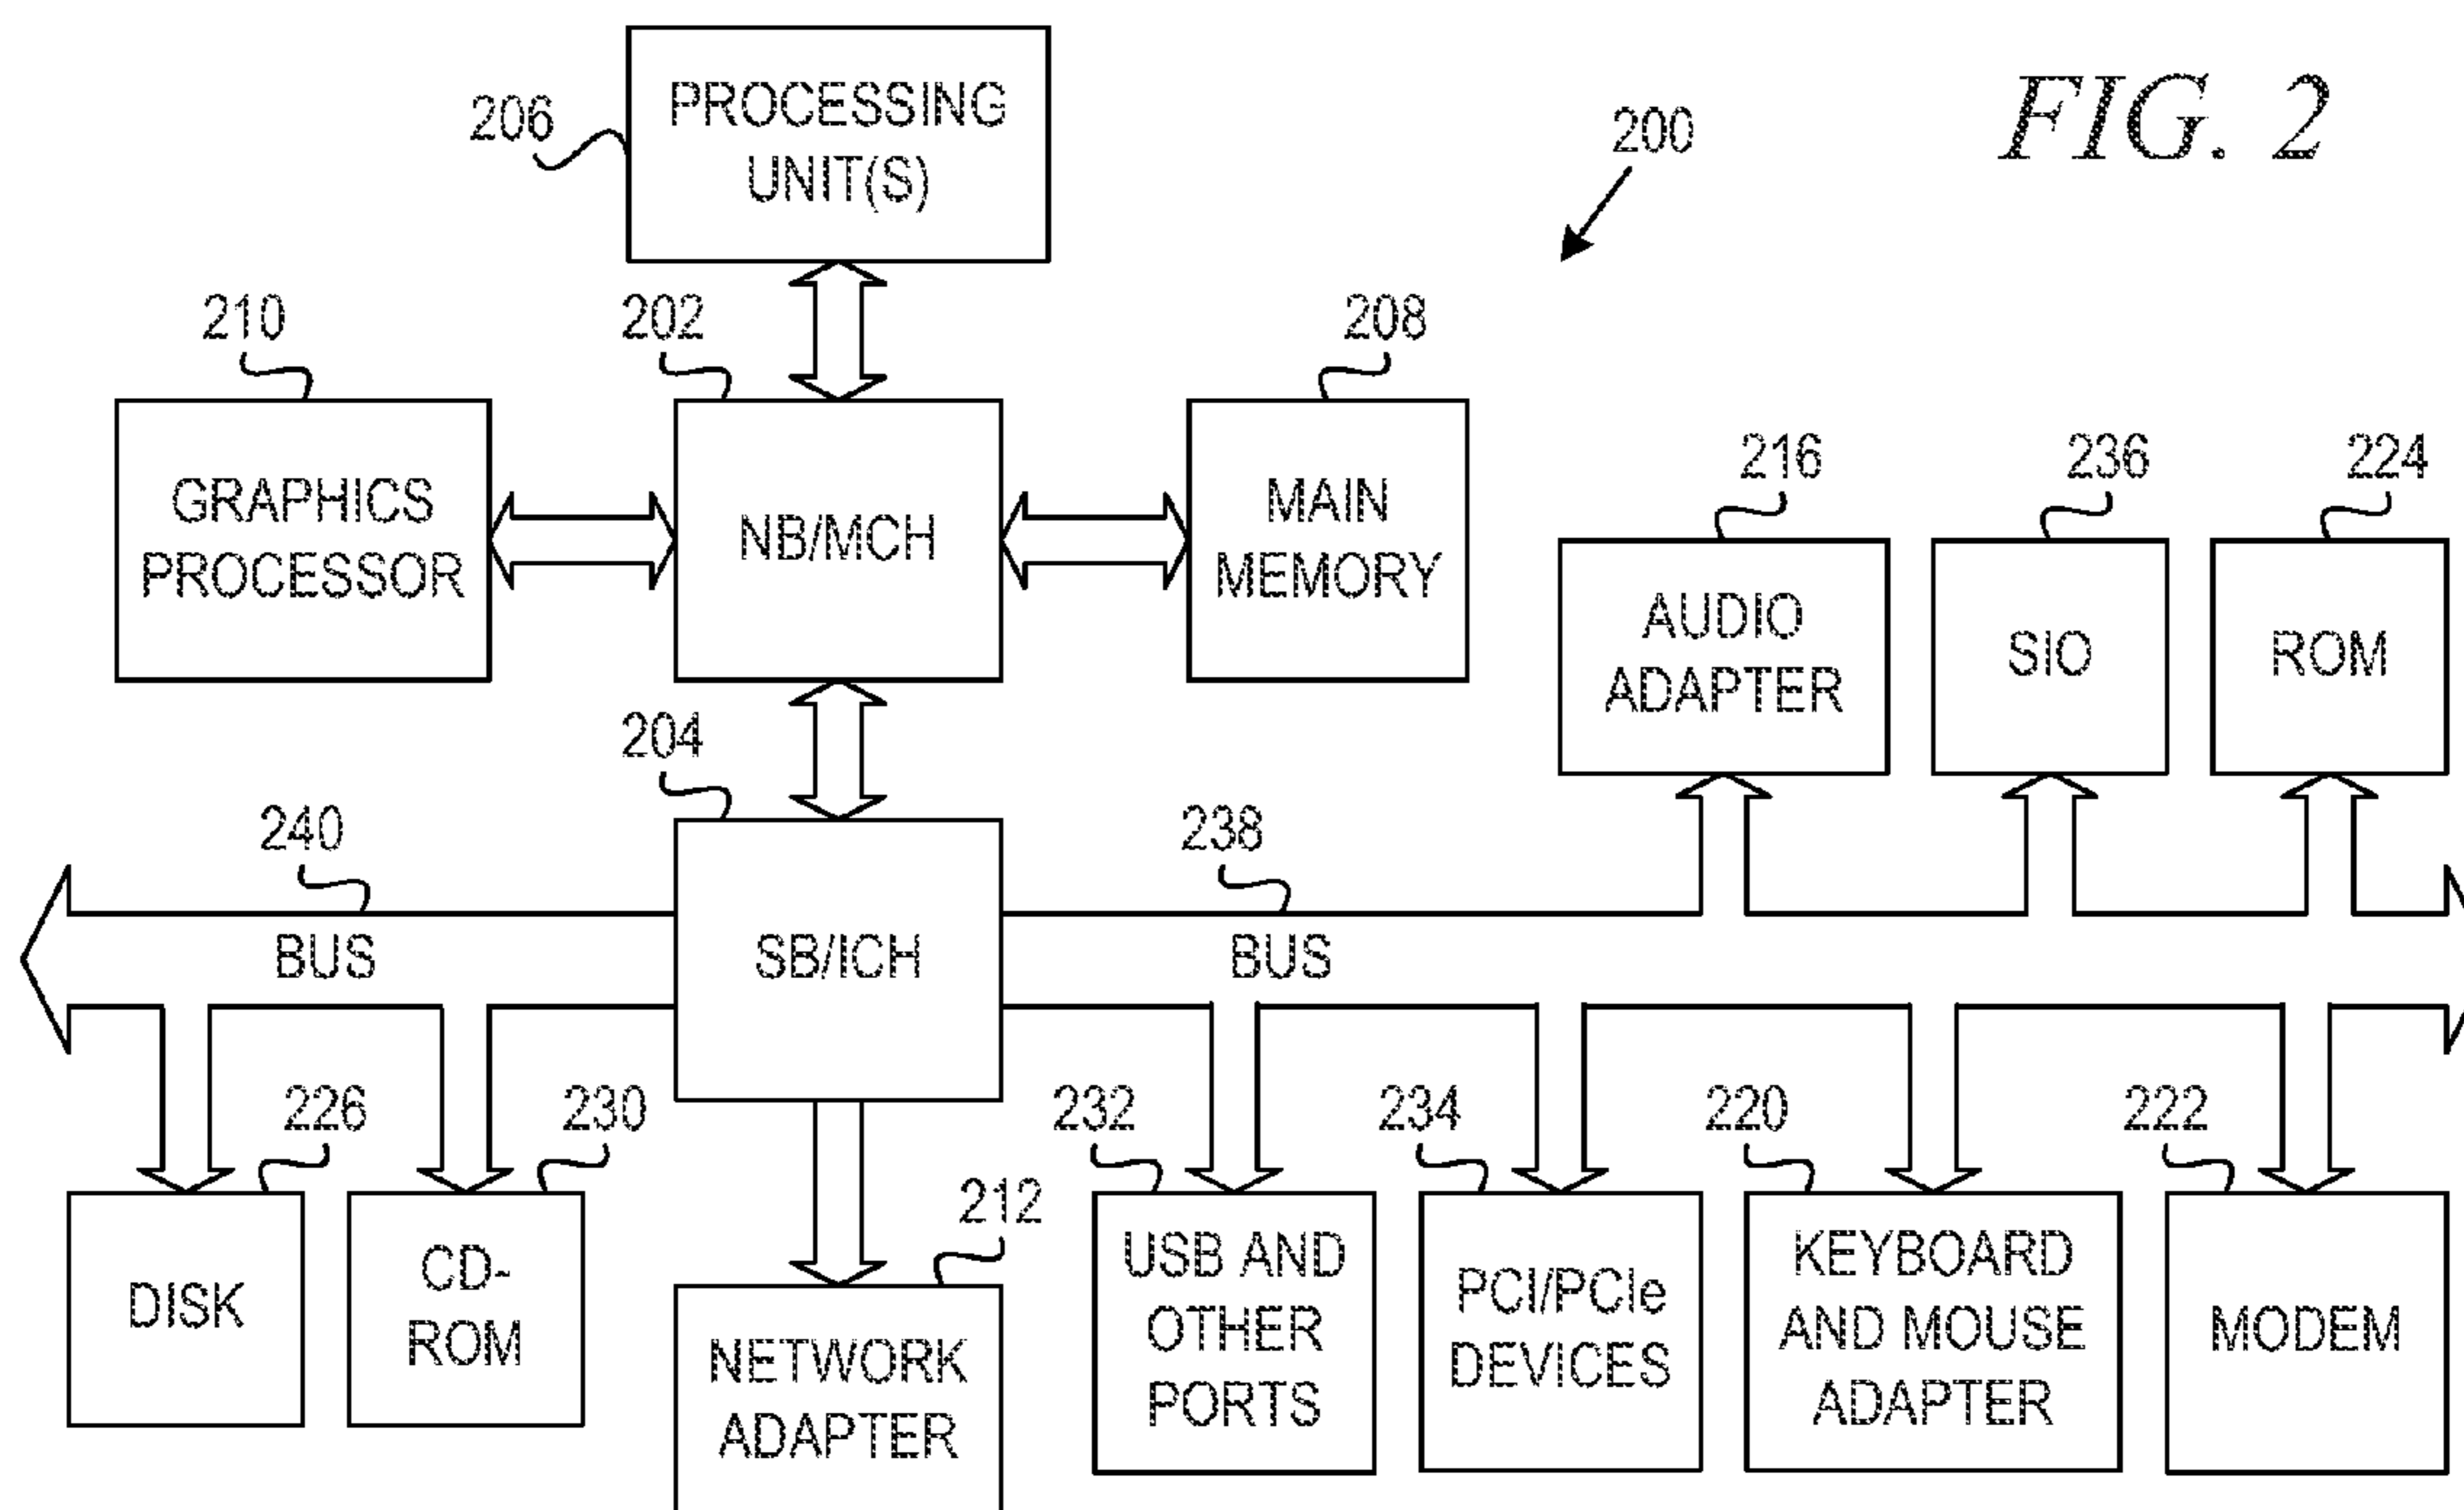 FIG. 2
200
206
PROCESSING
UNIT(S)
210
202
208
GRAPHICS
PROCESSOR
NB/MCH
MAIN
MEMORY
216
236
224
AUDIO
ADAPTER
SIO
ROM
204
240
238
BUS
SB/ICH
BUS
226
230
212
232
234
220
222
DISK
CD-
ROM
NETWORK
ADAPTER
USB AND
OTHER
PORTS
PCI/PCIe
DEVICES
KEYBOARD
AND MOUSE
ADAPTER
MODEM